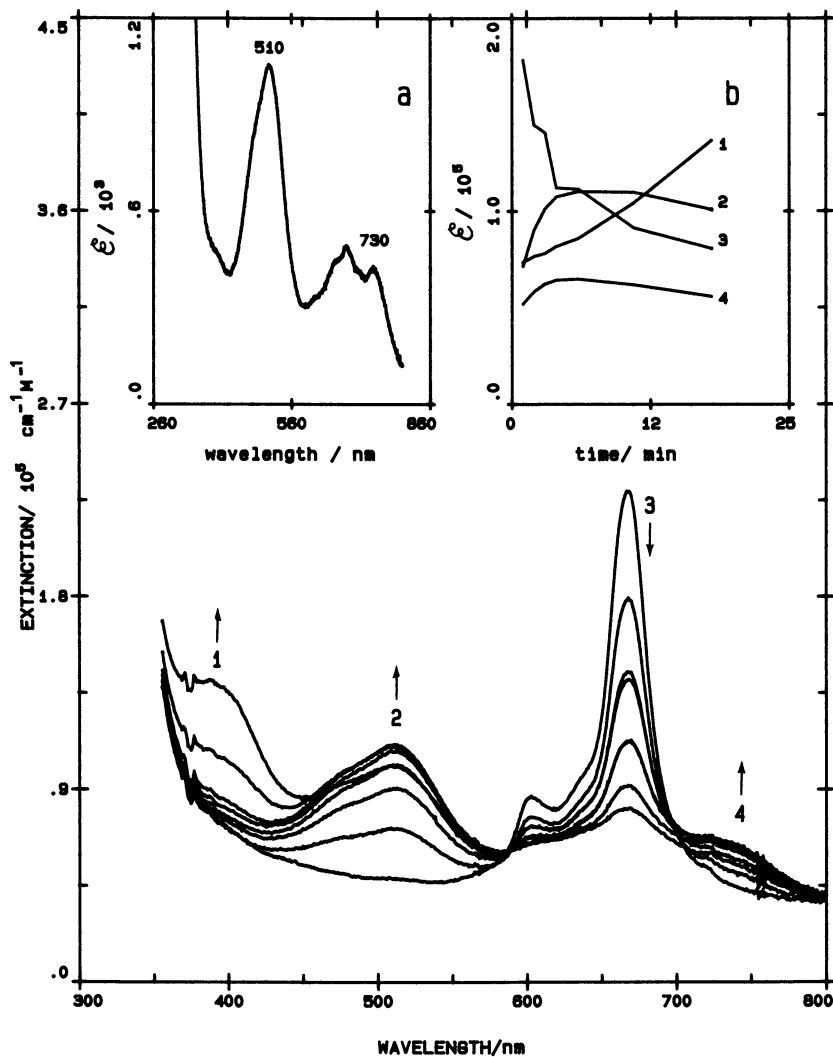 4.5
3.6
2.7
1.8
.9
.0
EXTINCTION/ 10⁵ cm⁻¹M⁻¹
300 400 500 600 700 800
WAVELENGTH/nm
1.2
.6
.0
ℰ/ 10³
510
730
a
260 560 860
wavelength / nm
2.0
1.0
.0
ℰ/ 10⁵
b
1
2
3
4
0 12 25
time/ min
1
2
3
4